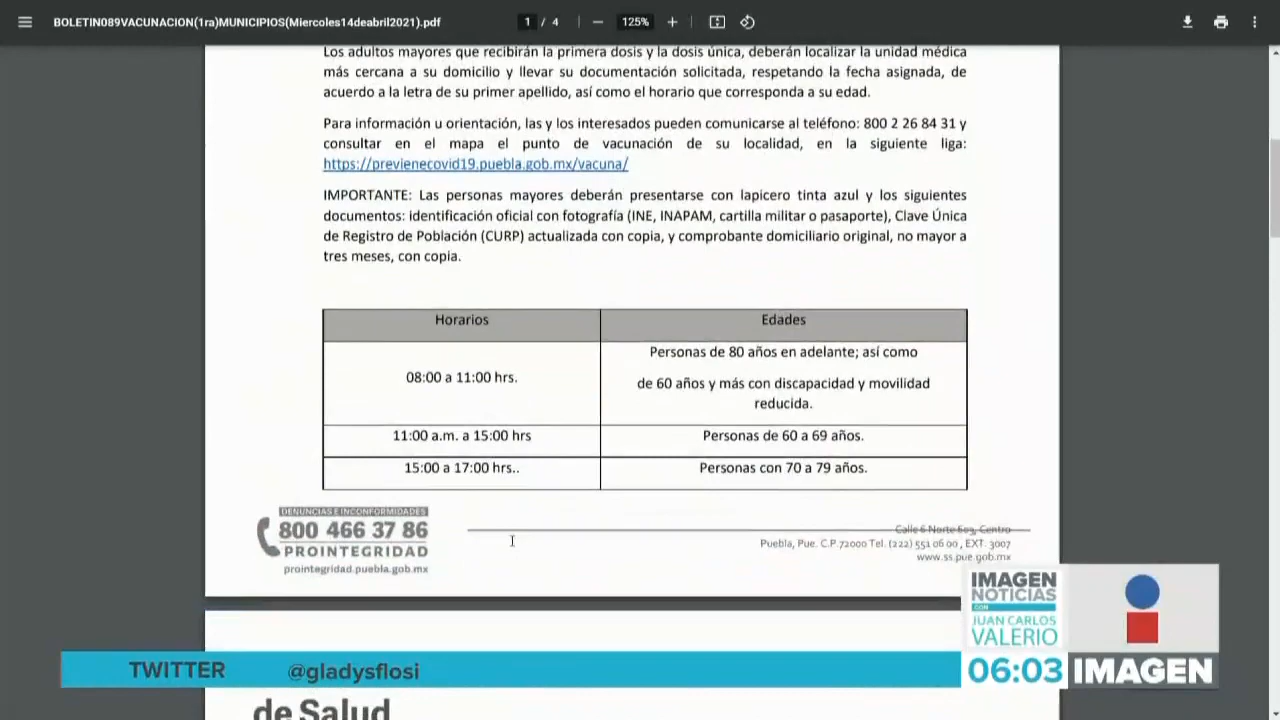 BOLETIN089VACUNACION(1ra)MUNICIPIOS(Miercoles14deabril2021).pdf
1 / 4
125%
Los adultos mayores que recibirán la primera dosis y la dosis única, deberán localizar la unidad médica
más cercana a su domicilio y llevar su documentación solicitada, respetando la fecha asignada, de
acuerdo a la letra de su primer apellido, así como el horario que corresponda a su edad.
Para información u orientación, las y los interesados pueden comunicarse al teléfono: 800 2 26 84 31 y
consultar en el mapa el punto de vacunación de su localidad, en la siguiente liga:
https://previenecovid19.puebla.gob.mx/vacuna/
IMPORTANTE: Las personas mayores deberán presentarse con lapicero tinta azul y los siguientes
documentos: identificación oficial con fotografía (INE, INAPAM, cartilla militar o pasaporte), Clave Única
de Registro de Población (CURP) actualizada con copia, y comprobante domiciliario original, no mayor a
tres meses, con copia.
Horarios
Edades
08:00 a 11:00 hrs.
Personas de 80 años en adelante; así como
de 60 años y más con discapacidad y movilidad
reducida.
11:00 a.m. a 15:00 hrs
Personas de 60 a 69 años.
15:00 a 17:00 hrs..
Personas con 70 a 79 años.
DENUNCIAS E INCONFORMIDADES
800 466 37 86
PROINTEGRIDAD
prointegridad.puebla.gob.mx
Calle 6 Norte 603, Centro
Puebla, Pue. C.P.72000 Tel. (222) 551 06 00 , EXT. 3007
www.ss.pue.gob.mx
IMAGEN
NOTICIAS
CON
JUAN CARLOS
VALERIO
TWITTER
@gladysflosi
06:03
IMAGEN
de Salud